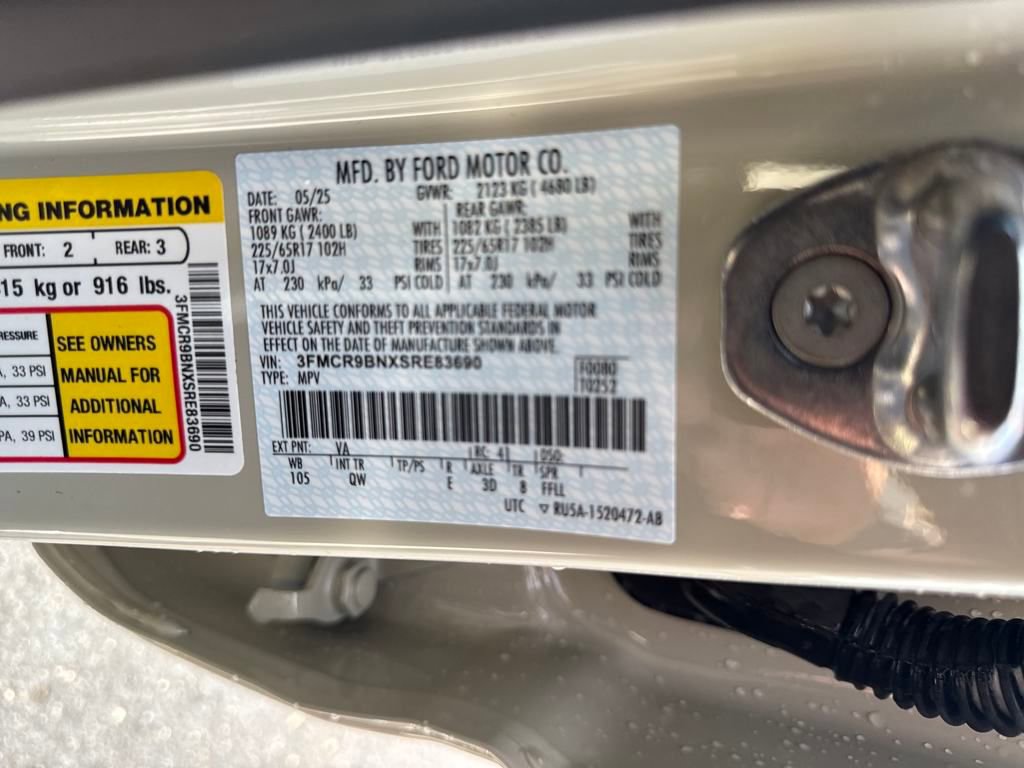 NG INFORMATION
FRONT: 2 REAR: 3
15 kg or 916 lbs.
RESSURE
A, 33 PSI
A, 33 PSI
PA, 39 PSI
SEE OWNERS
MANUAL FOR
ADDITIONAL
INFORMATION
3FMCR9BNXSRE83690
MFD. BY FORD MOTOR CO.
DATE: 05/25 GVWR: 2123 KG ( 4680 LB)
FRONT GAWR: REAR GAWR:
1089 KG ( 2400 LB) WITH 1082 KG ( 2385 LB) WITH
225/65R17 102H TIRES 225/65R17 102H TIRES
17x7.0J RIMS 17x7.0J RIMS
AT 230 kPa/ 33 PSI COLD AT 230 kPa/ 33 PSI COLD
THIS VEHICLE CONFORMS TO ALL APPLICABLE FEDERAL MOTOR
VEHICLE SAFETY AND THEFT PREVENTION STANDARDS IN
EFFECT ON THE DATE OF MANUFACTURE SHOWN ABOVE.
VIN: 3FMCR9BNXSRE83690 F0080
TYPE: MPV T0252
EXT PNT: VA RC: 41 DSO:
WB INT TR TP/PS R AXLE TR SPR
105 QW E 3D 8 FFLL
UTC ▽ RU5A-1520472-AB